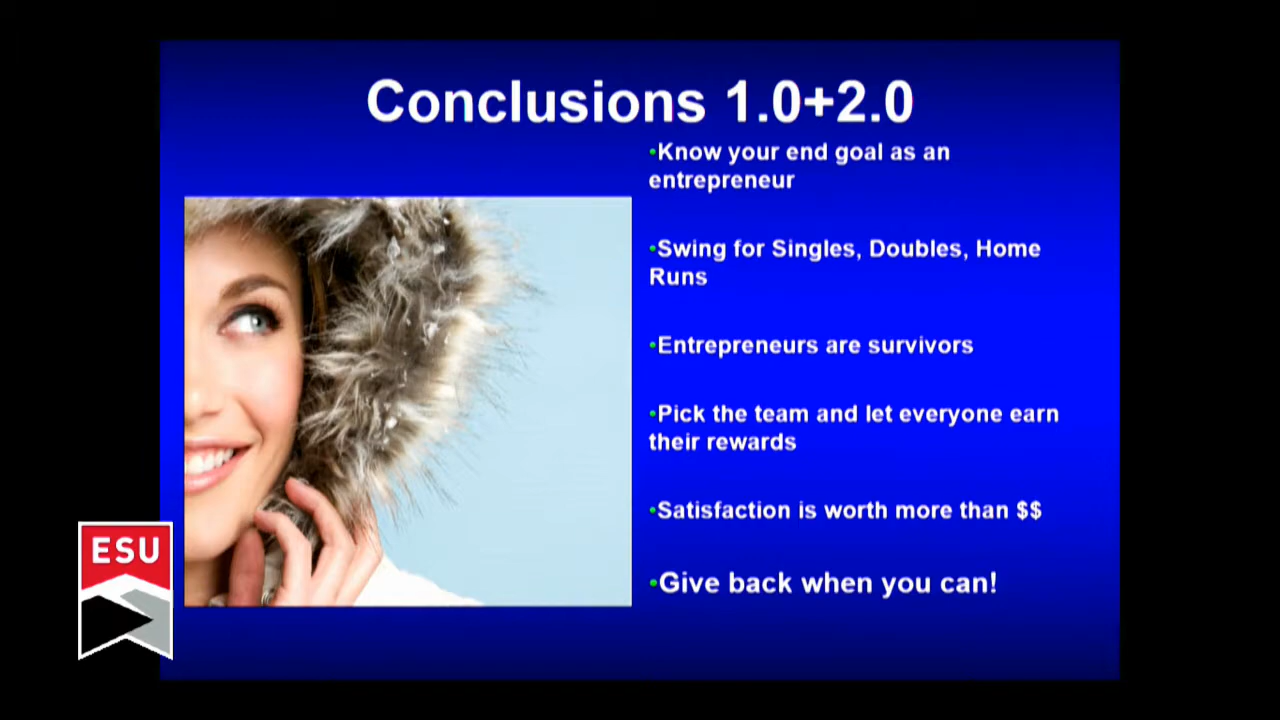 Conclusions 1.0+2.0
•Know your end goal as an
entrepreneur
•Swing for Singles, Doubles, Home
Runs
•Entrepreneurs are survivors
•Pick the team and let everyone earn
their rewards
•Satisfaction is worth more than $$
•Give back when you can!
ESU